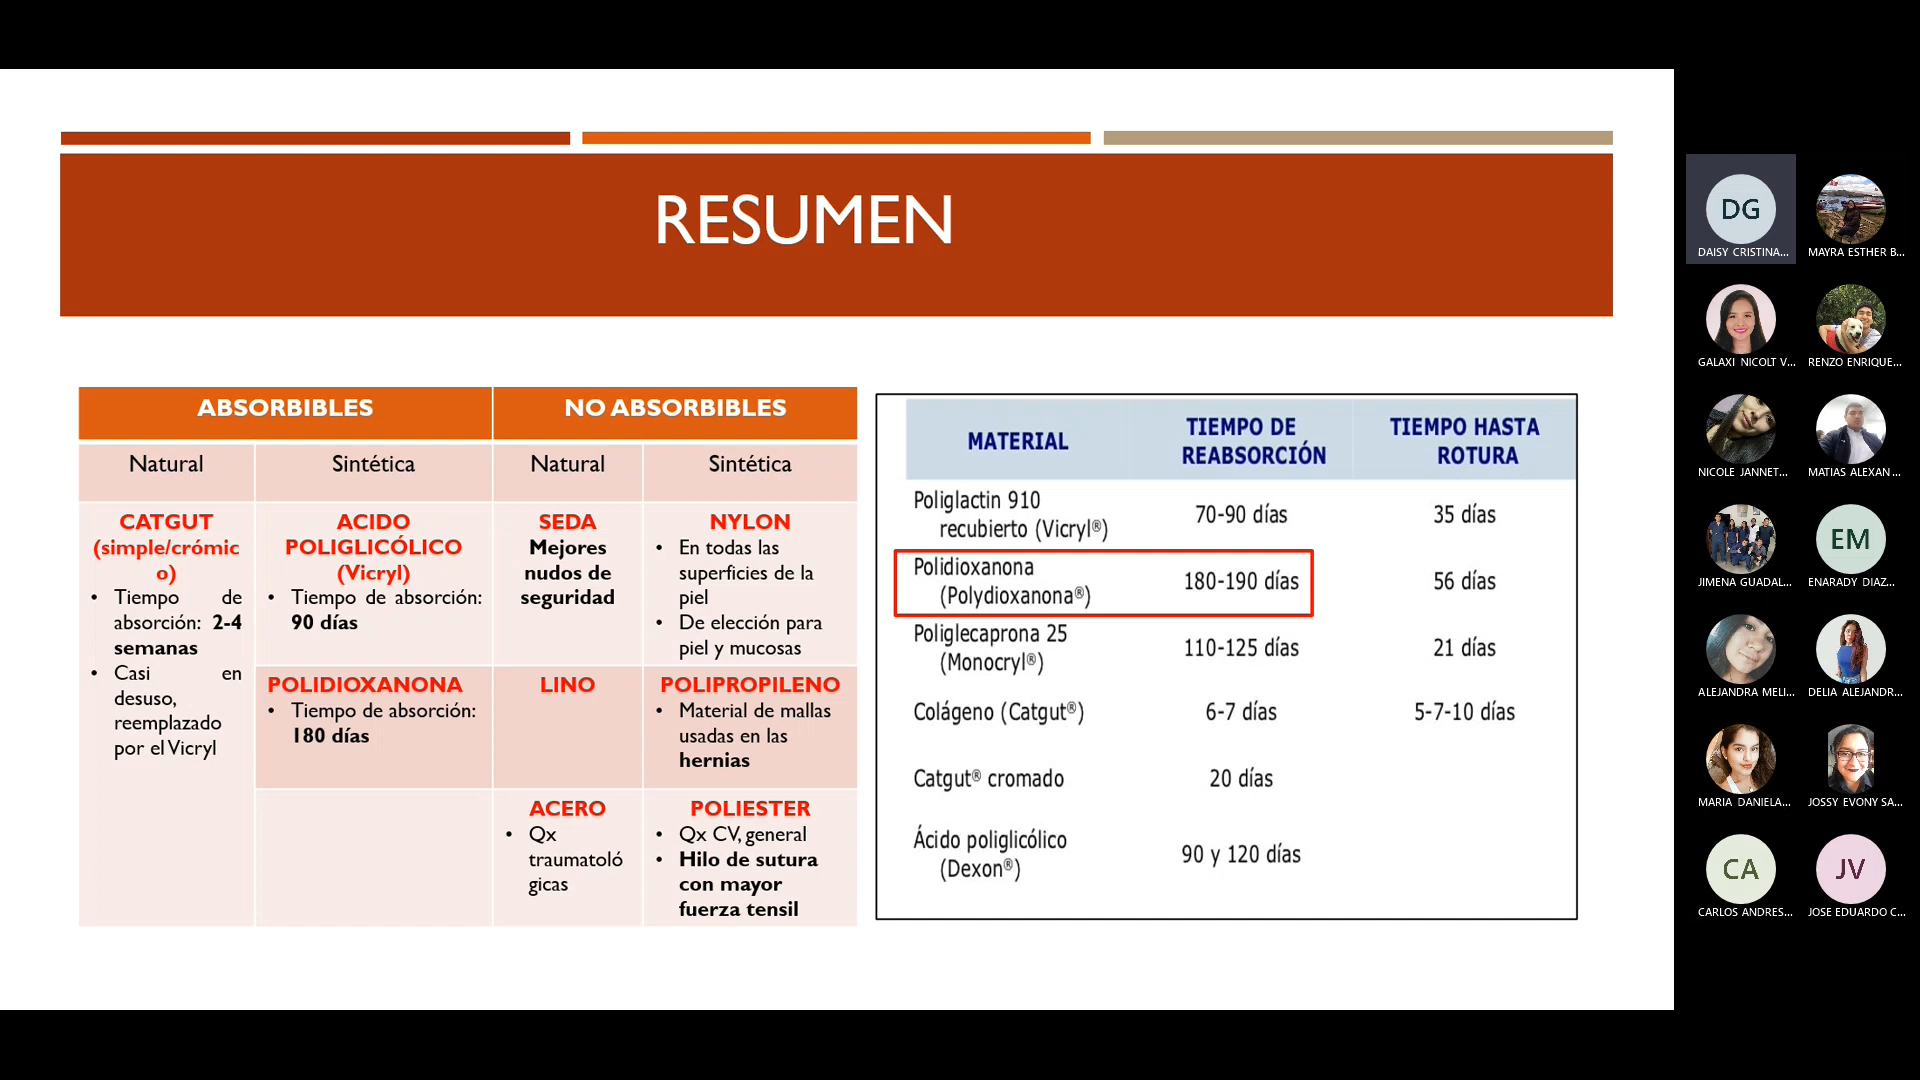 RESUMEN
ABSORBIBLES
NO ABSORBIBLES
Natural
Sintética
Natural
Sintética
CATGUT
(simple/crómic
o)
• Tiempo de
absorción: 2-4
semanas
• Casi en
desuso,
reemplazado
por el Vicryl
ACIDO
POLIGLICÓLICO
(Vicryl)
• Tiempo de absorción:
90 días
SEDA
Mejores
nudos de
seguridad
NYLON
• En todas las
superficies de la
piel
• De elección para
piel y mucosas
POLIDIOXANONA
• Tiempo de absorción:
180 días
LINO
POLIPROPILENO
• Material de mallas
usadas en las
hernias
ACERO
• Qx
traumatoló
gicas
POLIESTER
• Qx CV, general
• Hilo de sutura
con mayor
fuerza tensil
MATERIAL
TIEMPO DE
REABSORCIÓN
TIEMPO HASTA
ROTURA
Poliglactin 910
recubierto (Vicryl®)
70-90 días
35 días
Polidioxanona
(Polydioxanona®)
180-190 días
56 días
Poliglecaprona 25
(Monocryl®)
110-125 días
21 días
Colágeno (Catgut®)
6-7 días
5-7-10 días
Catgut® cromado
20 días
Ácido poliglicólico
(Dexon®)
90 y 120 días
DG
DAISY CRISTINA...
MAYRA ESTHER B...
GALAXI NICOLT V...
RENZO ENRIQUE...
NICOLE JANNET...
MATIAS ALEXAN...
JIMENA GUADAL...
EM
ENARADY DIAZ...
ALEJANDRA MELI...
DELIA ALEJANDR...
MARIA DANIELA...
JOSSY EVONY SA...
CA
CARLOS ANDRES...
JV
JOSE EDUARDO C...